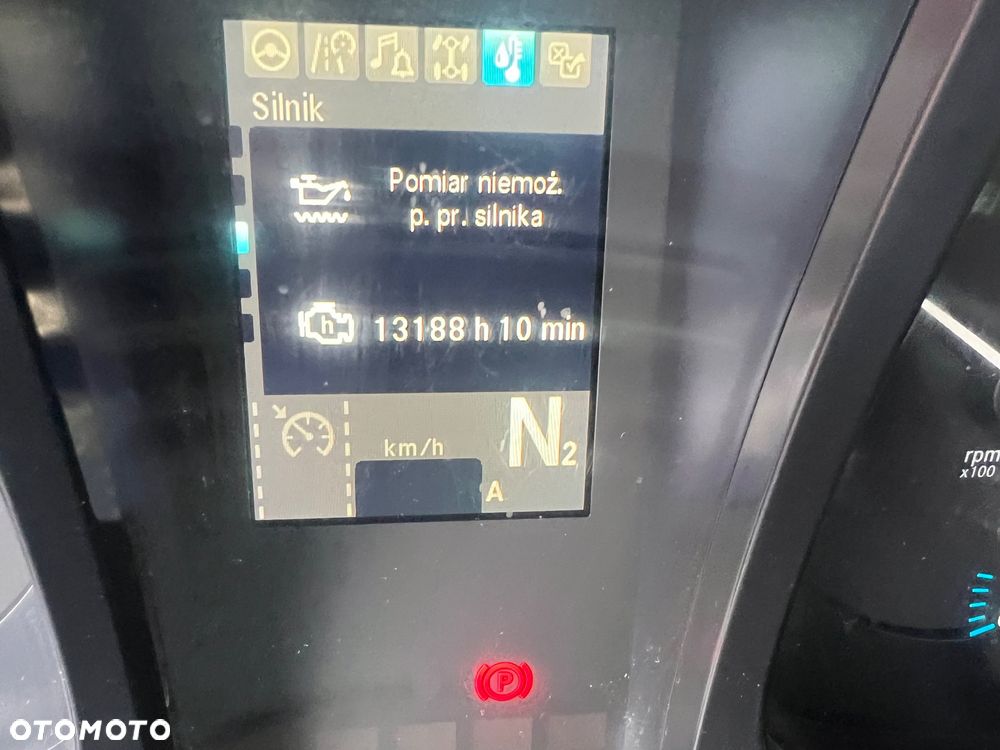 Silnik
Pomiar niemoż.
p. pr. silnika
h
13188 h 10 min
N2
km/h
A
rpm
x100
P
OTOMOTO